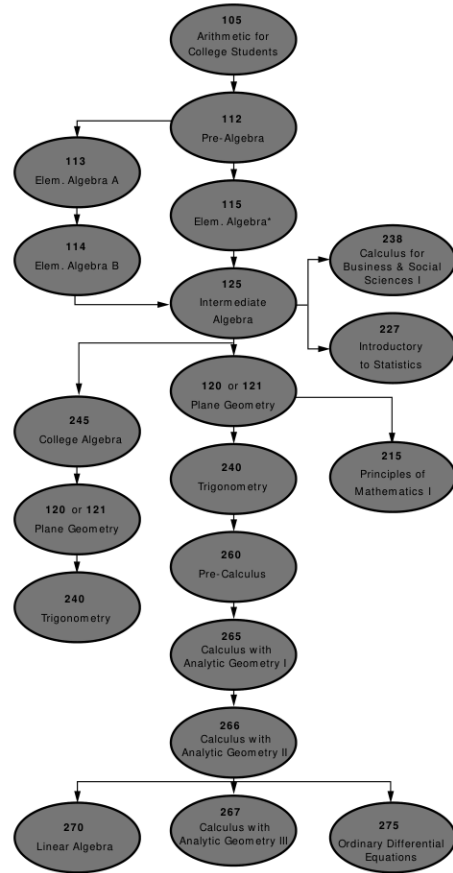 105
Arithmetic for
College Students
112
Pre-Algebra
113
Elem. Algebra A
115
Elem. Algebra*
114
Elem. Algebra B
238
Calculus for
Business & Social
Sciences I
125
Intermediate
Algebra
227
Introductory
to Statistics
120 or 121
Plane Geometry
245
College Algebra
240
Trigonometry
215
Principles of
Mathematics I
120 or 121
Plane Geometry
260
Pre-Calculus
240
Trigonometry
265
Calculus with
Analytic Geometry I
266
Calculus with
Analytic Geometry II
270
Linear Algebra
267
Calculus with
Analytic Geometry III
275
Ordinary Differential
Equations